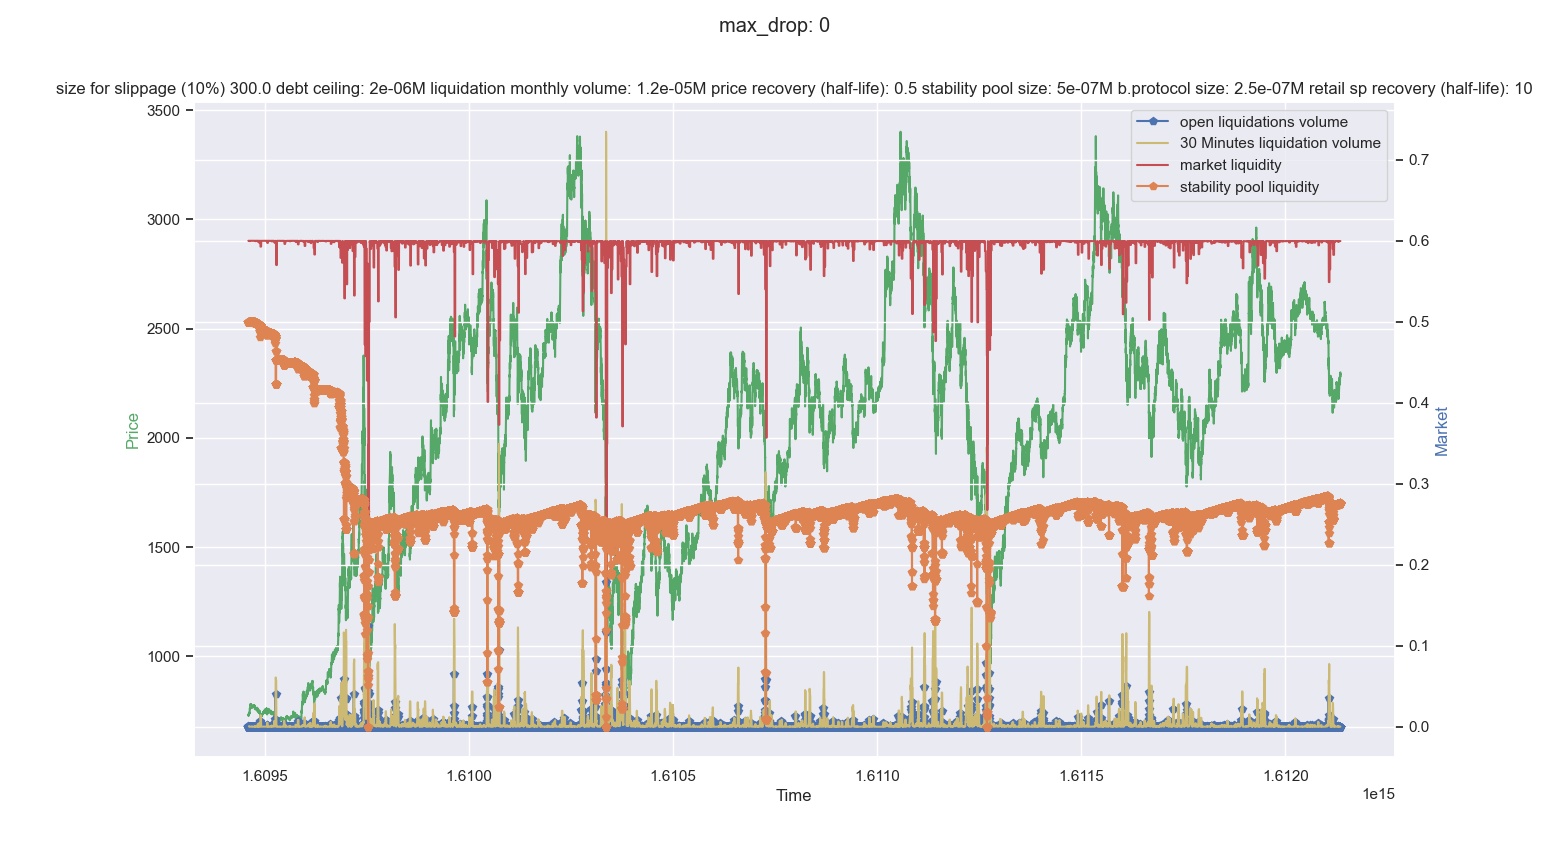 max_drop: 0
size for slippage (10%) 300.0 debt ceiling: 2e-06M liquidation monthly volume: 1.2e-05M price recovery (half-life): 0.5 stability pool size: 5e-07M b.protocol size: 2.5e-07M retail sp recovery (half-life): 10
open liquidations volume
30 Minutes liquidation volume
market liquidity
stability pool liquidity
3500
3000
2500
2000
1500
1000
Price
0.7
0.6
0.5
0.4
0.3
0.2
0.1
0.0
Market
1.6095
1.6100
1.6105
1.6110
1.6115
1.6120
Time
1e15